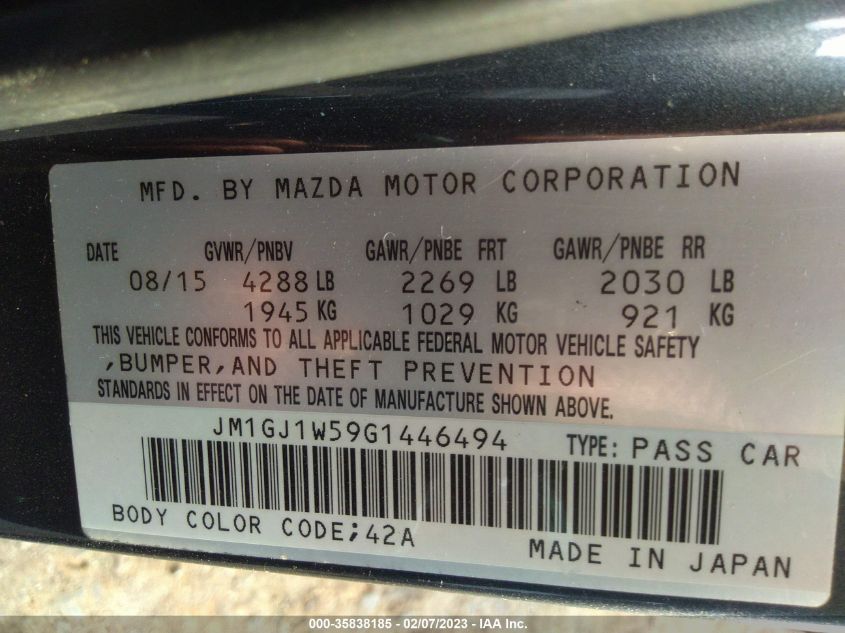 MFD. BY MAZDA MOTOR CORPORATION
DATE GVWR/PNBV GAWR/PNBE FRT GAWR/PNBE RR
08/15 4288 LB 2269 LB 2030 LB
1945 KG 1029 KG 921 KG
THIS VEHICLE CONFORMS TO ALL APPLICABLE FEDERAL MOTOR VEHICLE SAFETY
,BUMPER,AND THEFT PREVENTION
STANDARDS IN EFFECT ON THE DATE OF MANUFACTURE SHOWN ABOVE.
JM1GJ1W59G1446494 TYPE: PASS CAR
BODY COLOR CODE;42A
MADE IN JAPAN
000-35838185 - 02/07/2023 - IAA Inc.